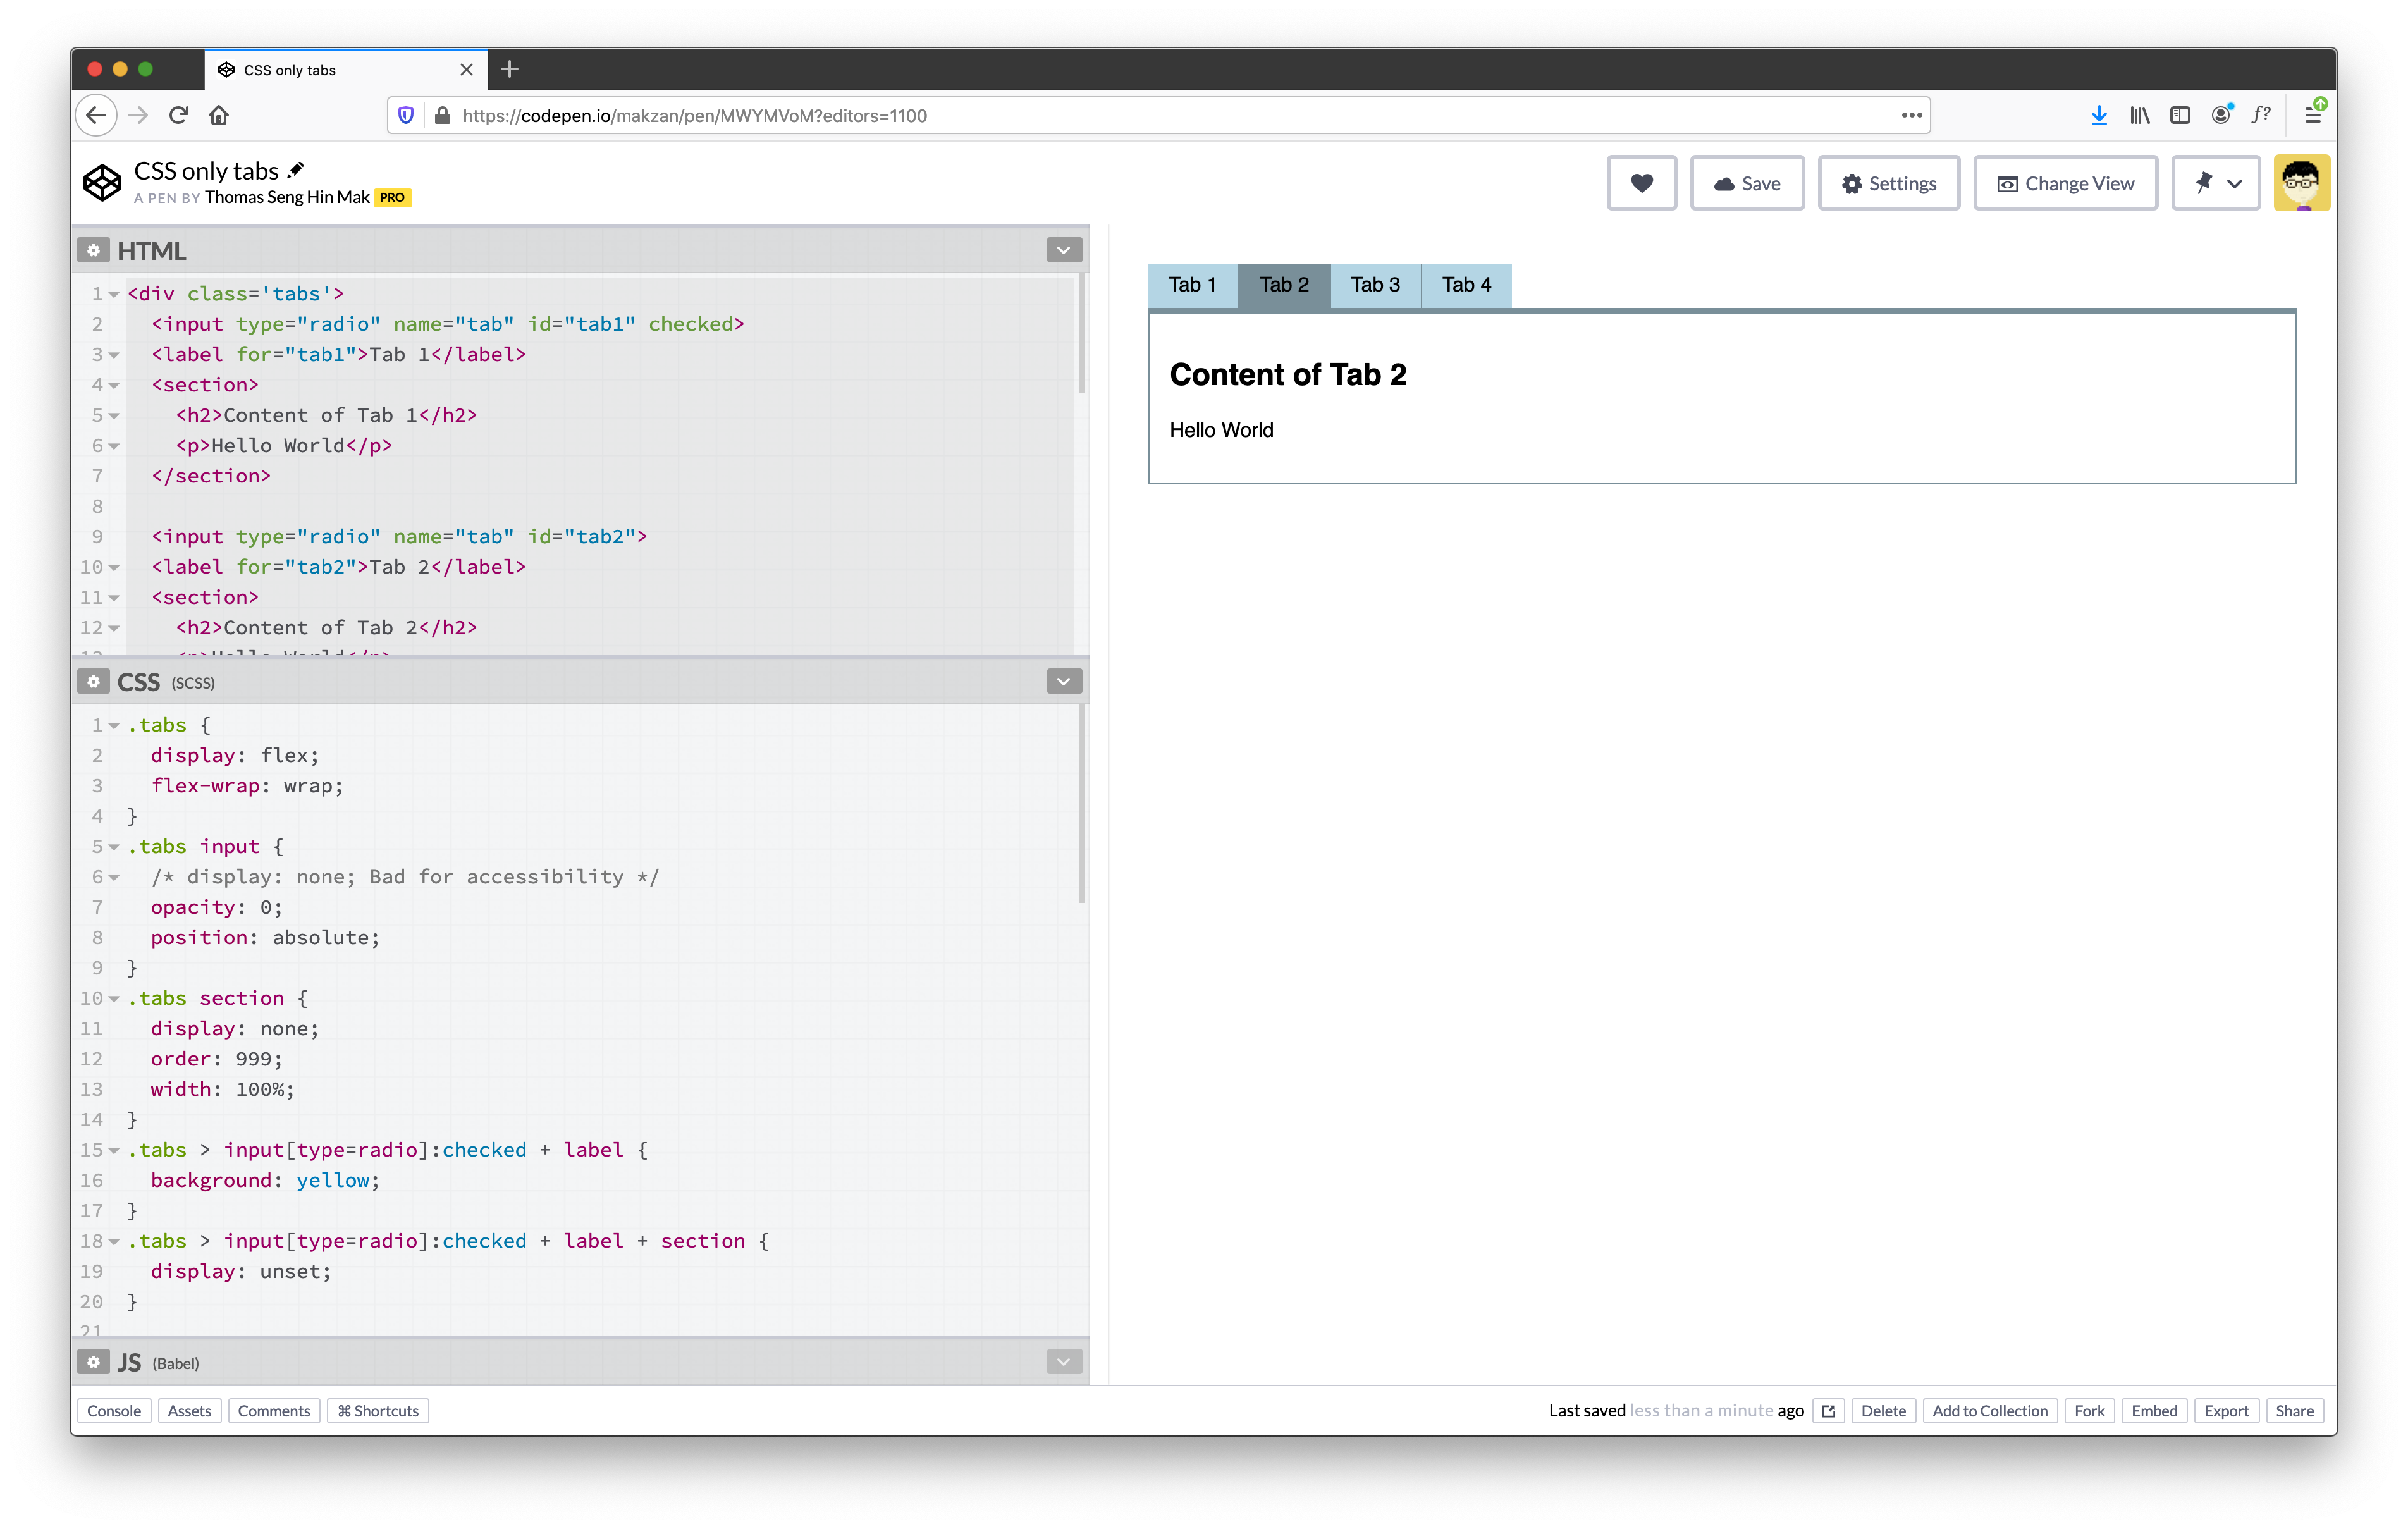 CSS only tabs
https://codepen.io/makzan/pen/MWYMVoM?editors=1100
f?
CSS only tabs
A PEN BY Thomas Seng Hin Mak PRO
Save
Settings
Change View
HTML
1 <div class='tabs'>
2 <input type="radio" name="tab" id="tab1" checked>
3 <label for="tab1">Tab 1</label>
4 <section>
5 <h2>Content of Tab 1</h2>
6 <p>Hello World</p>
7 </section>
8
9 <input type="radio" name="tab" id="tab2">
10 <label for="tab2">Tab 2</label>
11 <section>
12 <h2>Content of Tab 2</h2>
13 <p>Hello World</p>
CSS (SCSS)
1 .tabs {
2 display: flex;
3 flex-wrap: wrap;
4 }
5 .tabs input {
6 /* display: none; Bad for accessibility */
7 opacity: 0;
8 position: absolute;
9 }
10 .tabs section {
11 display: none;
12 order: 999;
13 width: 100%;
14 }
15 .tabs > input[type=radio]:checked + label {
16 background: yellow;
17 }
18 .tabs > input[type=radio]:checked + label + section {
19 display: unset;
20 }
21
JS (Babel)
Tab 1 Tab 2 Tab 3 Tab 4
Content of Tab 2
Hello World
Console Assets Comments ⌘ Shortcuts
Last saved less than a minute ago Delete Add to Collection Fork Embed Export Share